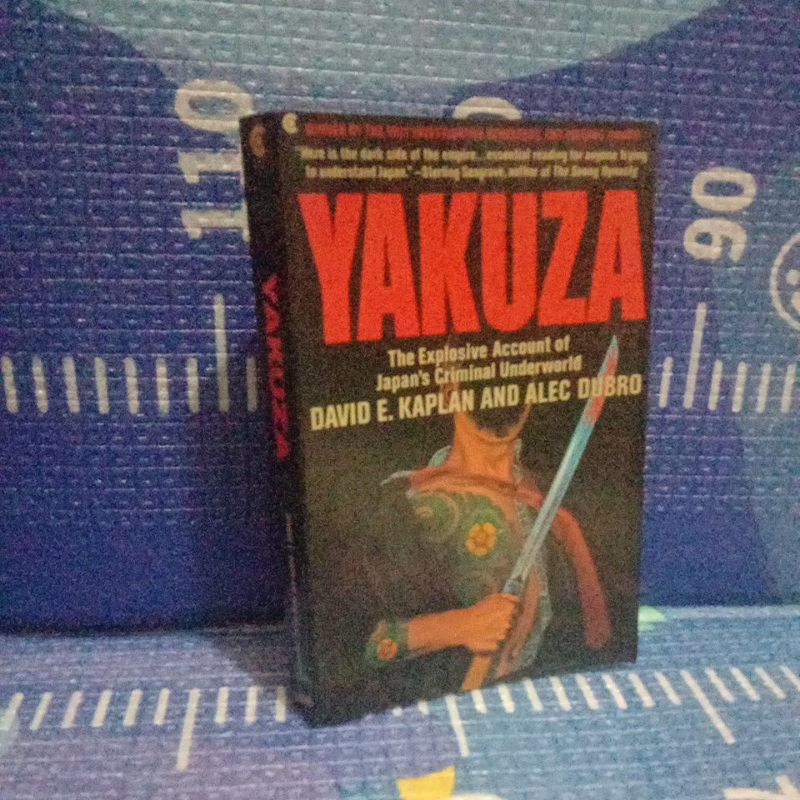 "Here is the dark side of the empire... essential reading for anyone trying
to understand Japan." —Sterling Seagrave, author of The Soong Dynasty
YAKUZA
The Explosive Account of
Japan's Criminal Underworld
DAVID E. KAPLAN AND ALEC DUBRO
YAKUZA
110
90